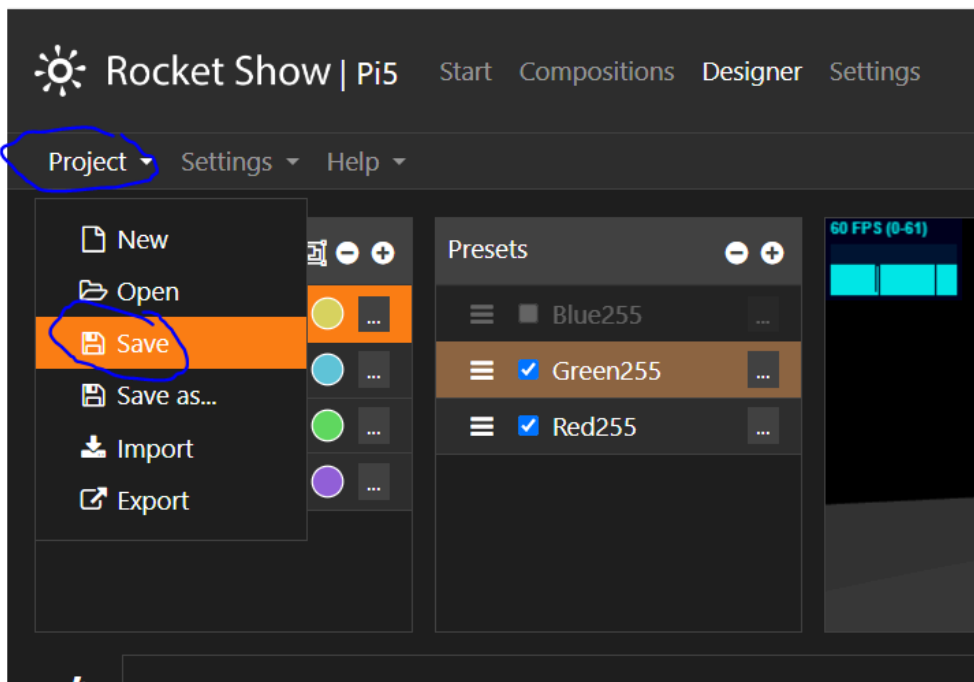 Rocket Show | Pi5 Start Compositions Designer Settings
Project Settings Help
New
Open
Save
Save as...
Import
Export
...
...
...
...
Presets
Blue255 ...
Green255 ...
Red255 ...
60 FPS (0-61)